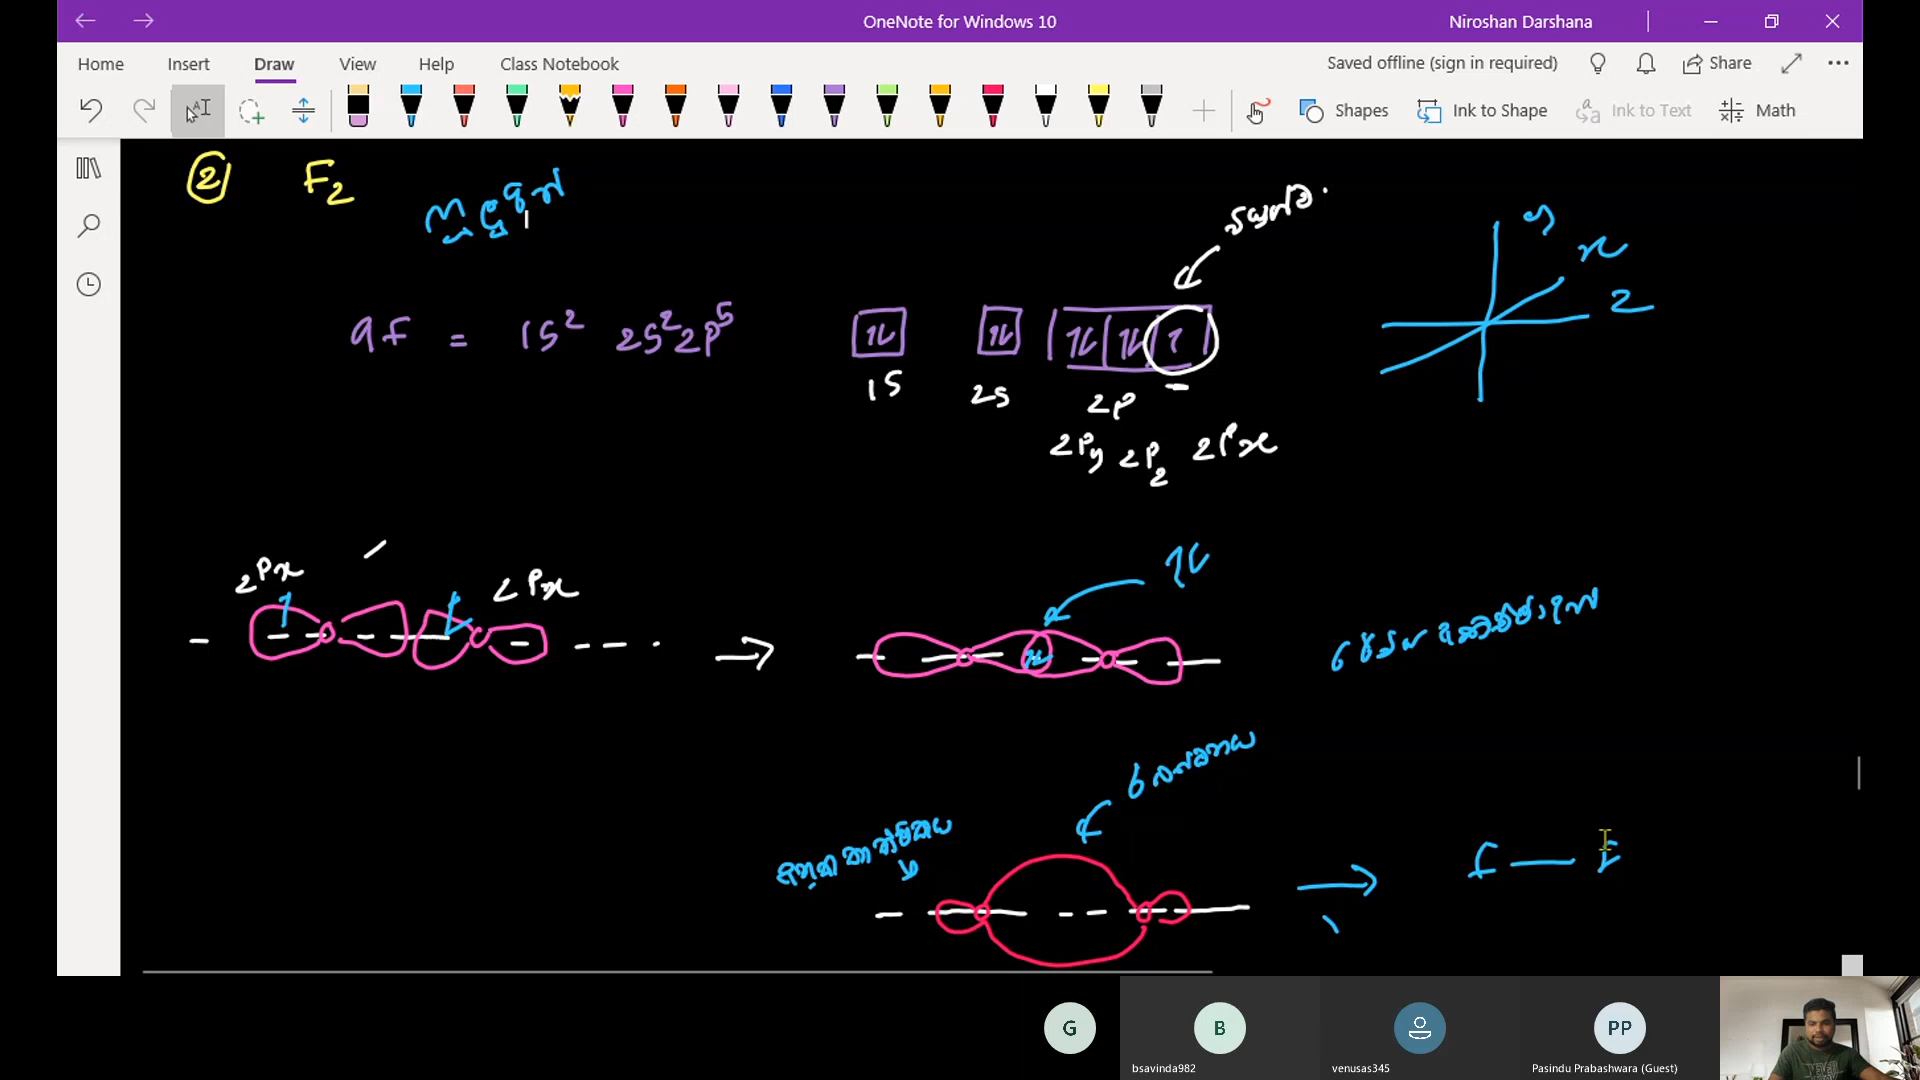 OneNote for Windows 10
Niroshan Darshana
Home Insert Draw View Help Class Notebook
Saved offline (sign in required) Share
Shapes Ink to Shape Ink to Text Math
② F₂
y
x
z
9F = 1S² 2S²2P⁵
1S 2S 2P
2Py 2Pz 2Px
2Px 2Px
F — F
G B PP
bsavinda982 venusas345 Pasindu Prabashwara (Guest)